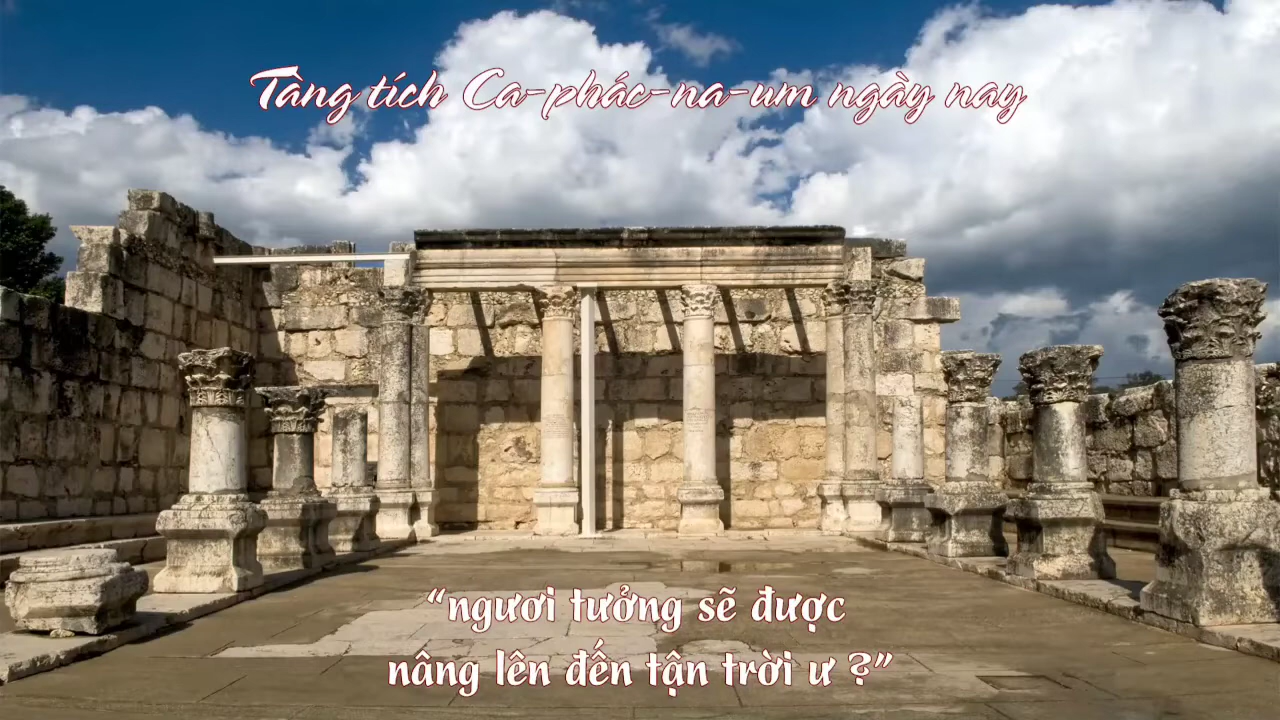 Tàng tích Ca-phác-na-um ngày nay
“ngươi tưởng sẽ được
nâng lên đến tận trời ư ?”